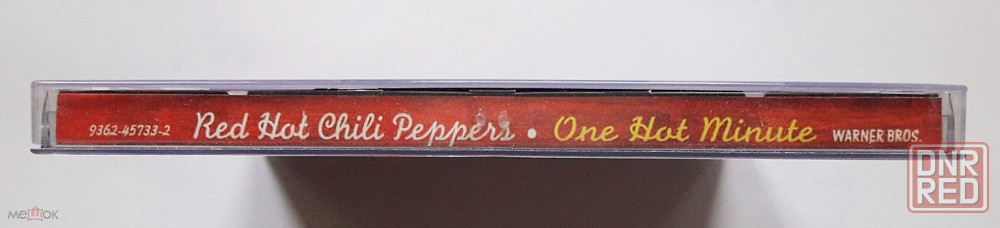 9362-45733-2 Red Hot Chili Peppers • One Hot Minute WARNER BROS.
DNR
RED
мешок